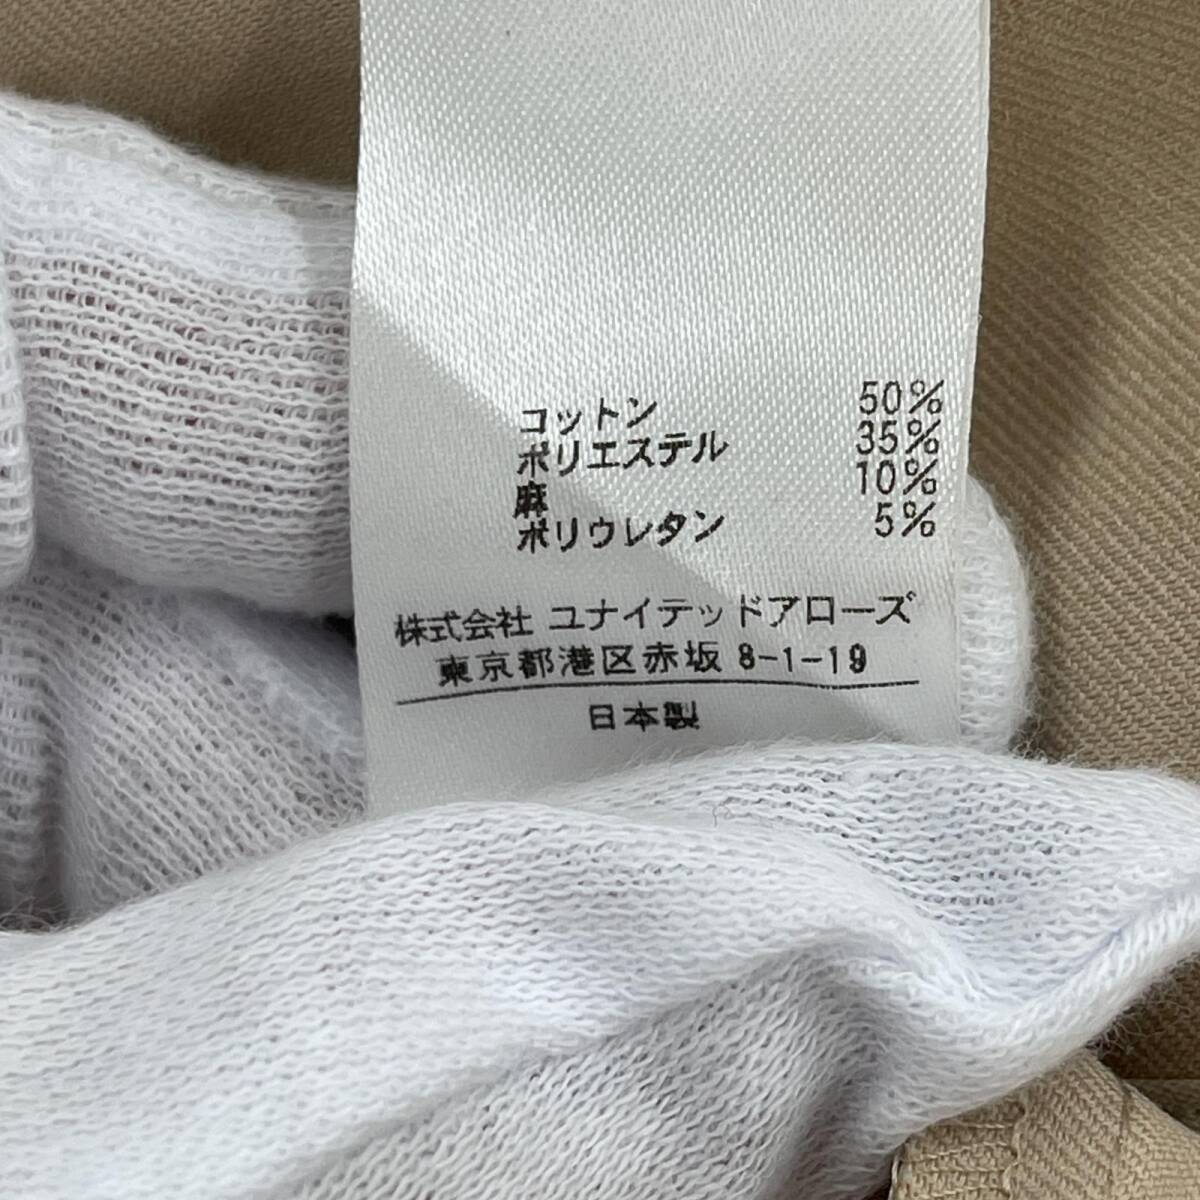 コットン 50%
ポリエステル 35%
麻 10%
ポリウレタン 5%
株式会社 ユナイテッドアローズ
東京都港区赤坂 8-1-19
日本製